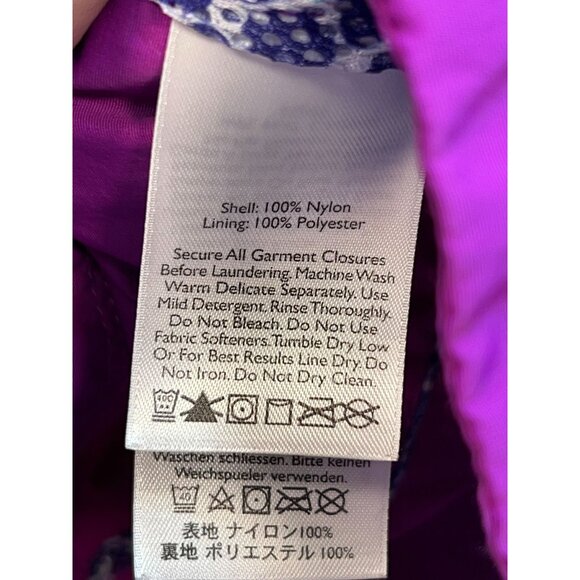 Shell: 100% Nylon
Lining: 100% Polyester
Secure All Garment Closures
Before Laundering. Machine Wash
Warm Delicate Separately. Use
Mild Detergent. Rinse Thoroughly.
Do Not Bleach. Do Not Use
Fabric Softeners. Tumble Dry Low
Or For Best Results Line Dry. Do
Not Iron. Do Not Dry Clean.
40C
Waschen schliessen. Bitte keinen
Weichspueler verwenden.
40
表地 ナイロン100%
裏地 ポリエステル 100%